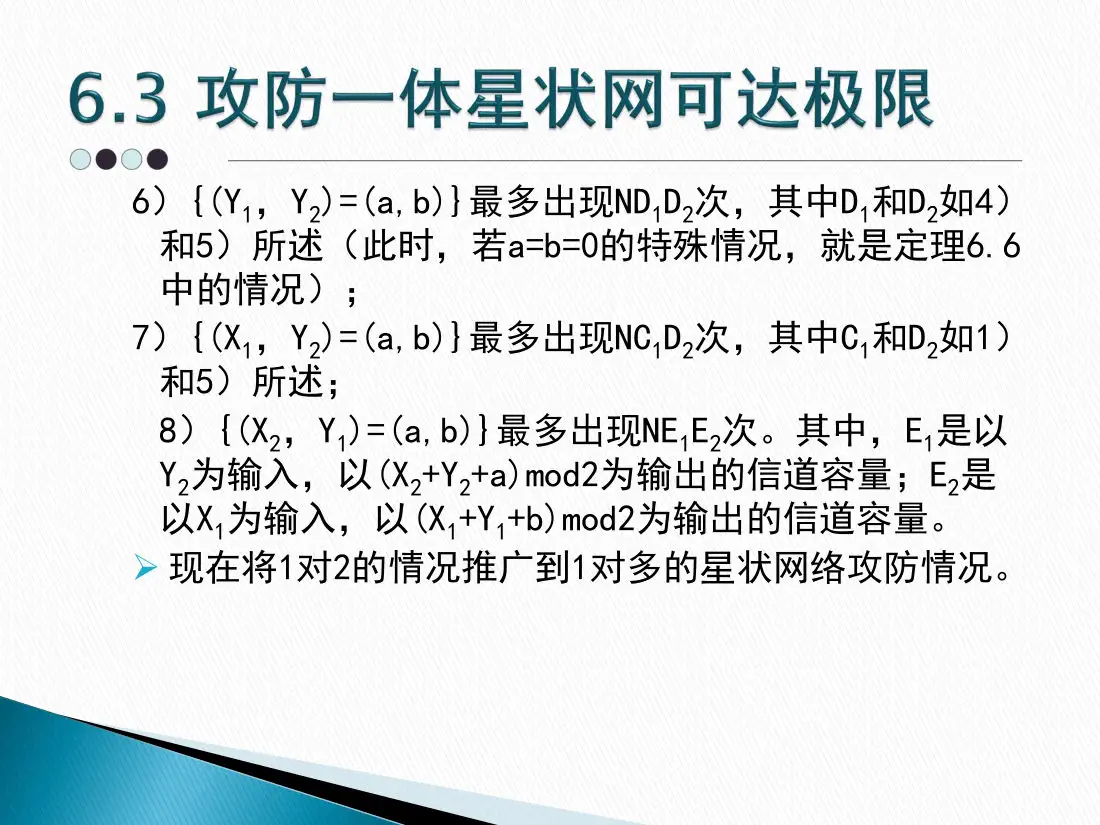 6.3 攻防一体星状网可达极限
6）{(Y₁，Y₂)=(a,b)}最多出现ND₁D₂次，其中D₁和D₂如4）
和5）所述（此时，若a=b=0的特殊情况，就是定理6.6
中的情况）；
7）{(X₁，Y₂)=(a,b)}最多出现NC₁D₂次，其中C₁和D₂如1）
和5）所述；
8）{(X₂，Y₁)=(a,b)}最多出现NE₁E₂次。其中，E₁是以
Y₂为输入，以(X₂+Y₂+a)mod2为输出的信道容量；E₂是
以X₁为输入，以(X₁+Y₁+b)mod2为输出的信道容量。
现在将1对2的情况推广到1对多的星状网络攻防情况。